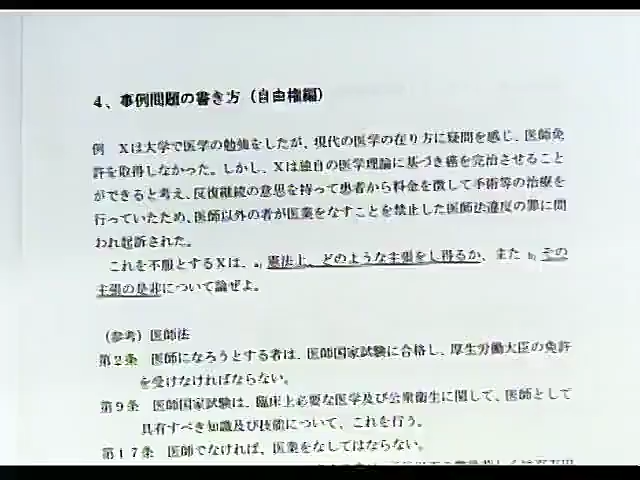 4、事例問題の書き方（自由権編）
例　Xは大学で医学の勉強をしたが、現代の医学の在り方に疑問を感じ、医師免
許を取得しなかった。しかし、Xは独自の医学理論に基づき癌を完治させること
ができると考え、反復継続の意思を持って患者から料金を徴して手術等の治療を
行っていたため、医師以外の者が医業をなすことを禁止した医師法違反の罪に問
われ起訴された。
これを不服とするXは、a)憲法上、どのような主張をし得るか、また b)その
主張の是非について論ぜよ。
（参考）医師法
第2条　医師になろうとする者は、医師国家試験に合格し、厚生労働大臣の免許
を受けなければならない。
第9条　医師国家試験は、臨床上必要な医学及び公衆衛生に関して、医師として
具有すべき知識及び技能について、これを行う。
第17条　医師でなければ、医業をなしてはならない。